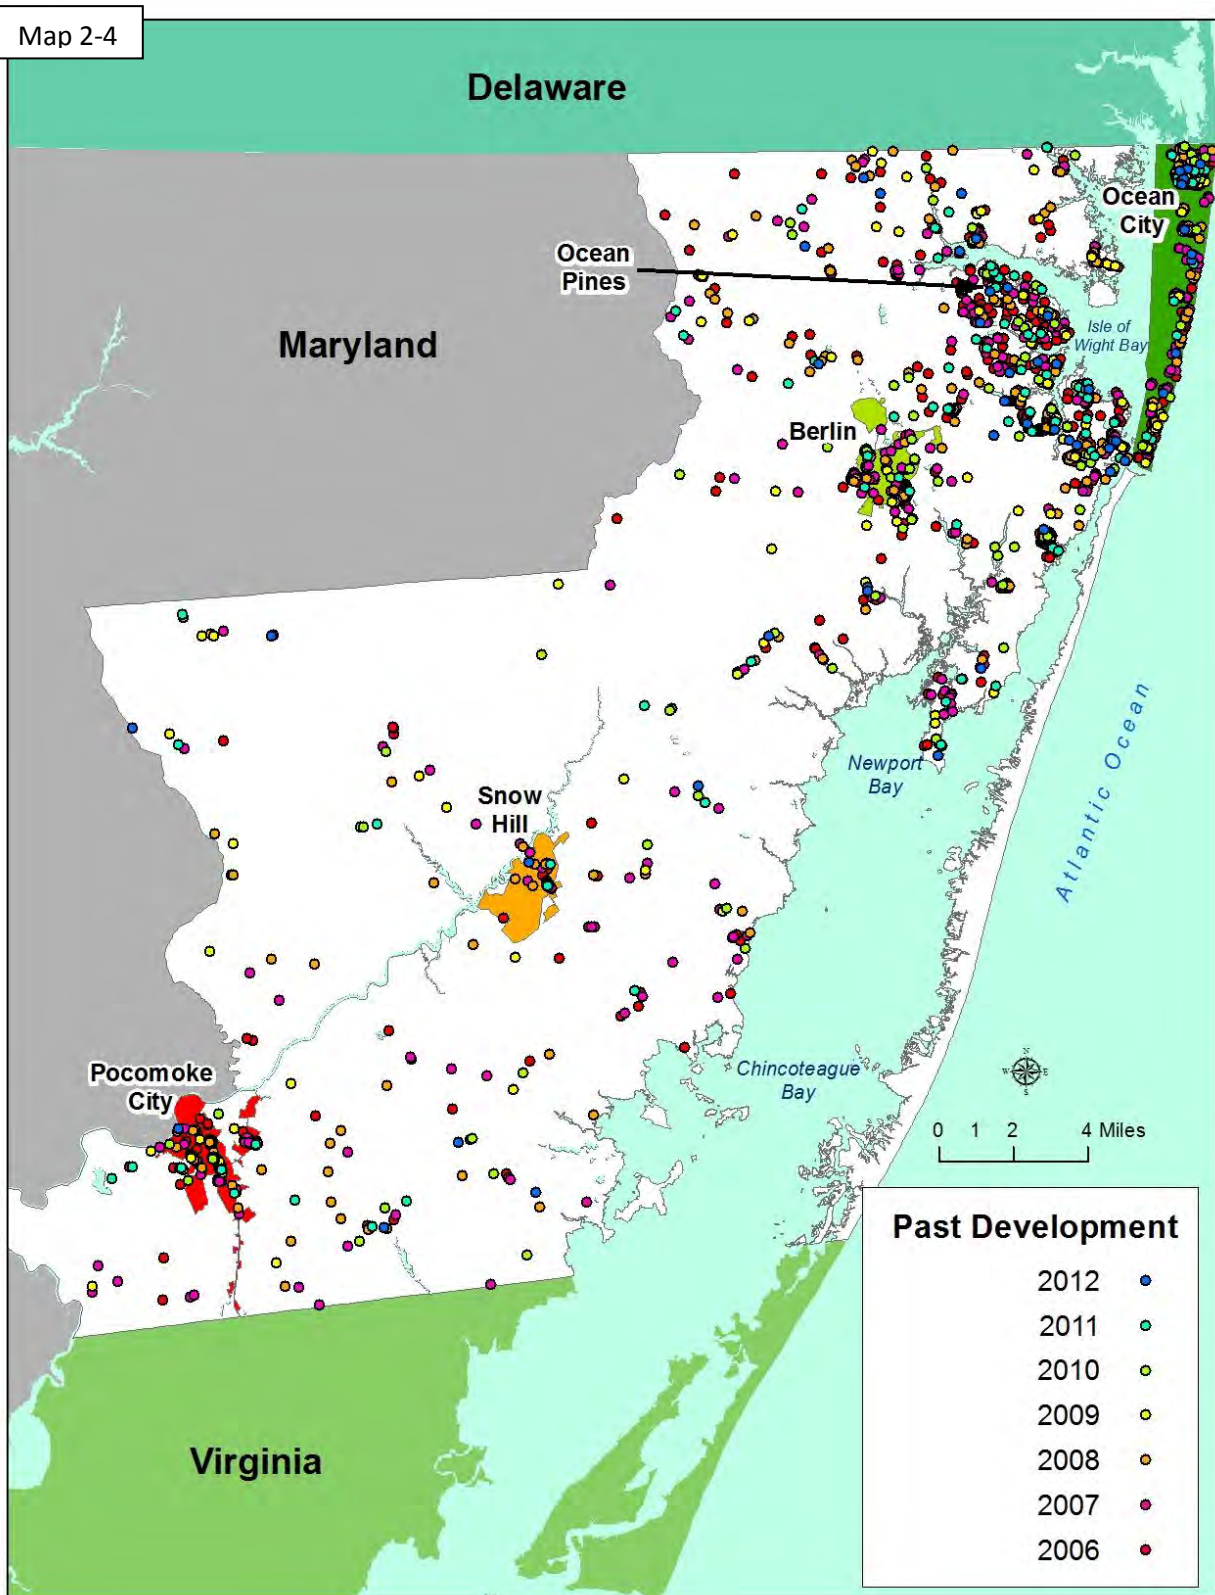 Map 2-4
Delaware
Ocean
City
Ocean
Pines
Isle of
Wight Bay
Maryland
Berlin
Atlantic Ocean
Newport
Bay
Snow
Hill
Chincoteague
Bay
Pocomoke
City
N
W E
S
0 1 2 4 Miles
Past Development
2012
2011
2010
2009
2008
2007
2006
Virginia